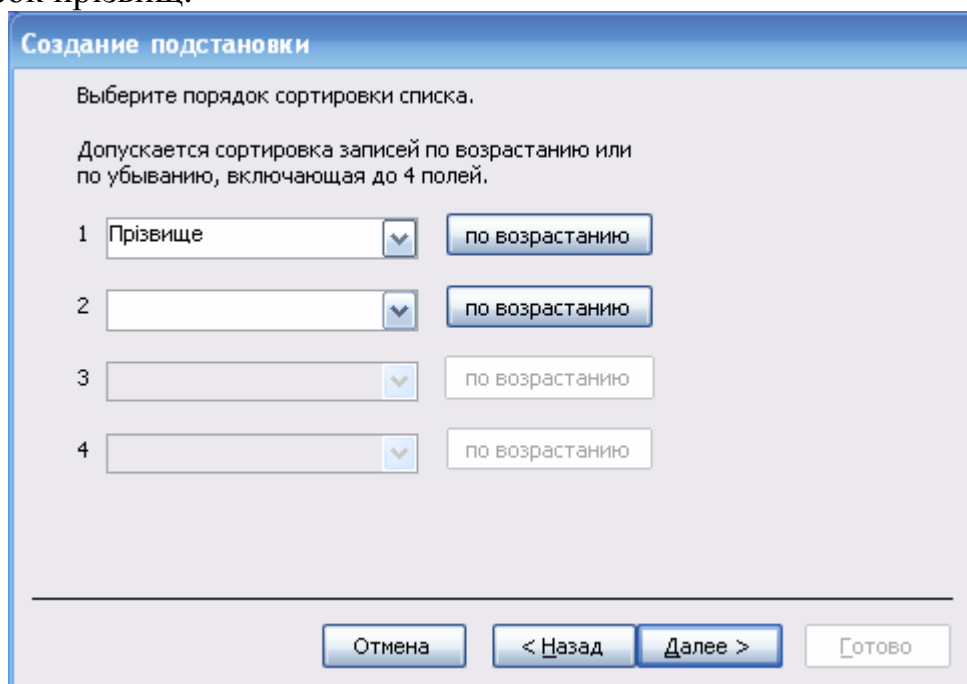 прізвищ.
Создание подстановки
Выберите порядок сортировки списка.
Допускается сортировка записей по возрастанию или
по убыванию, включающая до 4 полей.
1 Прізвище по возрастанию
2 по возрастанию
3 по возрастанию
4 по возрастанию
Отмена < Назад Далее > Готово